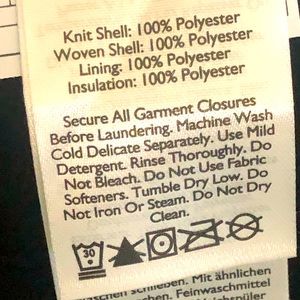 Knit Shell: 100% Polyester
Woven Shell: 100% Polyester
Lining: 100% Polyester
Insulation: 100% Polyester
Secure All Garment Closures
Before Laundering. Machine Wash
Cold Delicate Separately. Use Mild
Detergent. Rinse Thoroughly. Do
Not Bleach. Do Not Use Fabric
Softeners. Tumble Dry Low. Do
Not Iron Or Steam. Do Not Dry
Clean.
30
schlieben. Mit ähnlichen
Feinwaschmittel